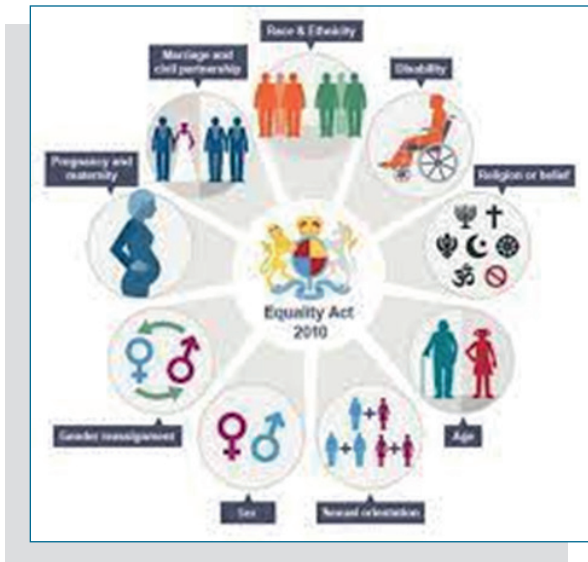 Race & Ethnicity
Marriage and
civil partnership
Disability
Pregnancy and
maternity
Religion or belief
Equality Act
2010
Gender reassignment
Age
Sex
Sexual orientation